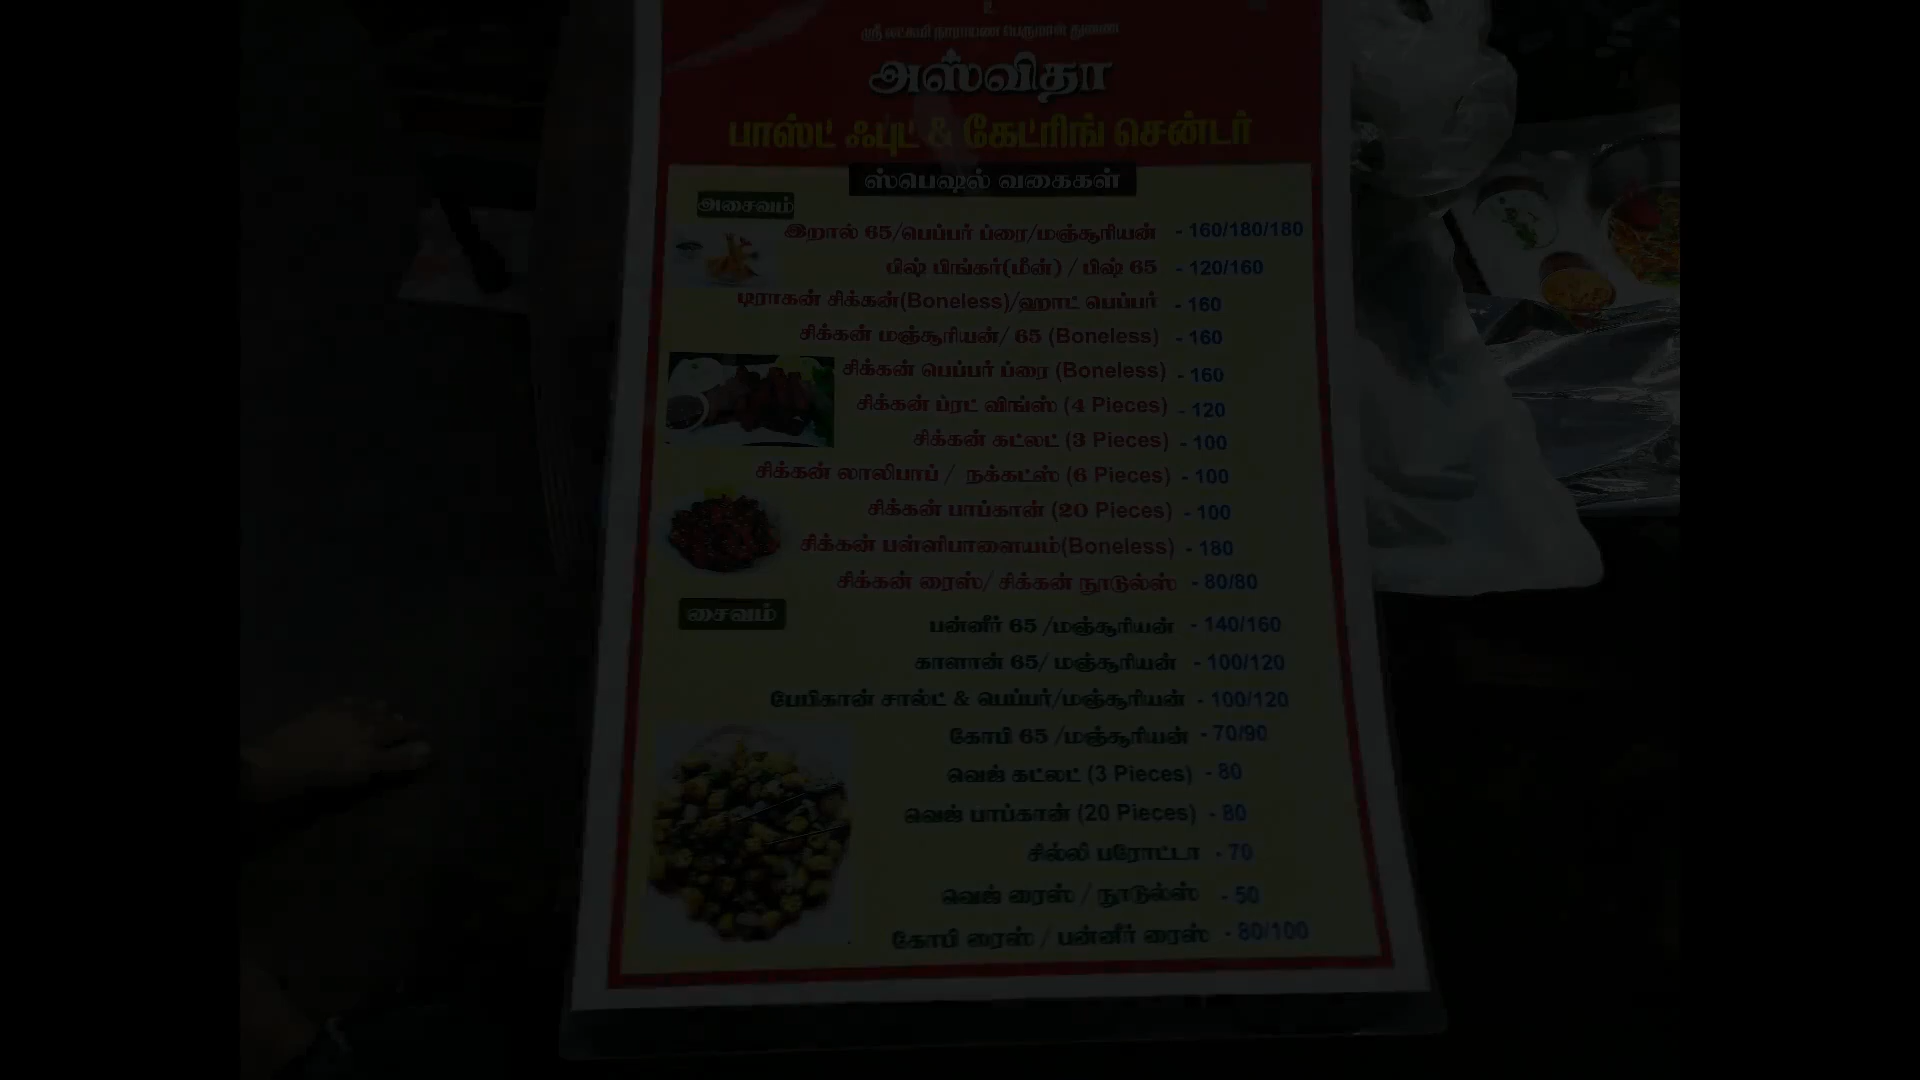 உ
ஸ்ரீ லட்சுமி நாராயண பெருமாள் துணை
அஸ்விதா
பாஸ்ட் ஃபுட் & கேட்ரிங் சென்டர்
ஸ்பெஷல் வகைகள்
அசைவம்
இறால் 65/பெப்பர் ப்ரை/மஞ்சூரியன் - 160/180/180
பிஷ் பிங்கர்(மீன்) / பிஷ் 65 - 120/160
டிராகன் சிக்கன்(Boneless)/ஹாட் பெப்பர் - 160
சிக்கன் மஞ்சூரியன்/ 65 (Boneless) - 160
சிக்கன் பெப்பர் ப்ரை (Boneless) - 160
சிக்கன் ப்ரட் விங்ஸ் (4 Pieces) - 120
சிக்கன் கட்லட் (3 Pieces) - 100
சிக்கன் லாலிபாப் / நக்கட்ஸ் (6 Pieces) - 100
சிக்கன் பாப்கான் (20 Pieces) - 100
சிக்கன் பள்ளிபாளையம்(Boneless) - 180
சிக்கன் ரைஸ்/ சிக்கன் நூடுல்ஸ் - 80/80
சைவம்
பன்னீர் 65 /மஞ்சூரியன் - 140/160
காளான் 65/ மஞ்சூரியன் - 100/120
பேபிகான் சால்ட் & பெப்பர்/மஞ்சூரியன் - 100/120
கோபி 65 /மஞ்சூரியன் - 70/90
வெஜ் கட்லட் (3 Pieces) - 80
வெஜ் பாப்கான் (20 Pieces) - 80
சில்லி பரோட்டா - 70
வெஜ் ரைஸ் / நூடுல்ஸ் - 50
கோபி ரைஸ் / பன்னீர் ரைஸ் - 80/100